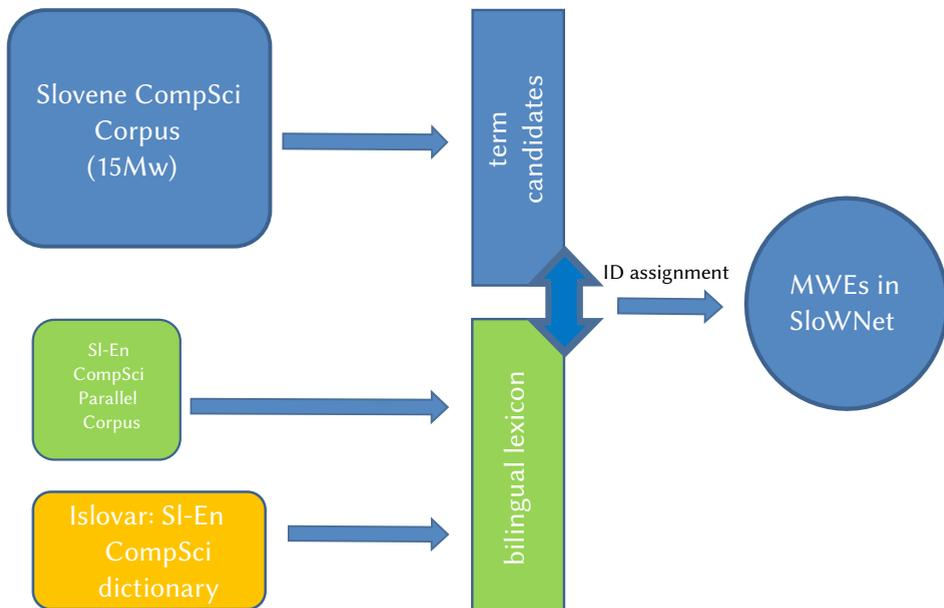 Slovene CompSci
Corpus
(15Mw)
term
candidates
ID assignment
MWEs in
SloWNet
Sl-En
CompSci
Parallel
Corpus
bilingual lexicon
Islovar: Sl-En
CompSci
dictionary